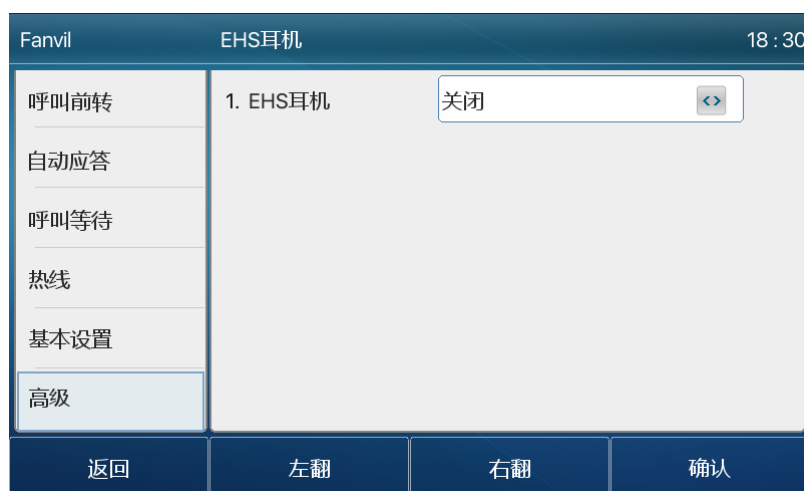 Fanvil EHS耳机 18:30
呼叫前转
1. EHS耳机 关闭
自动应答
呼叫等待
热线
基本设置
高级
返回 左翻 右翻 确认